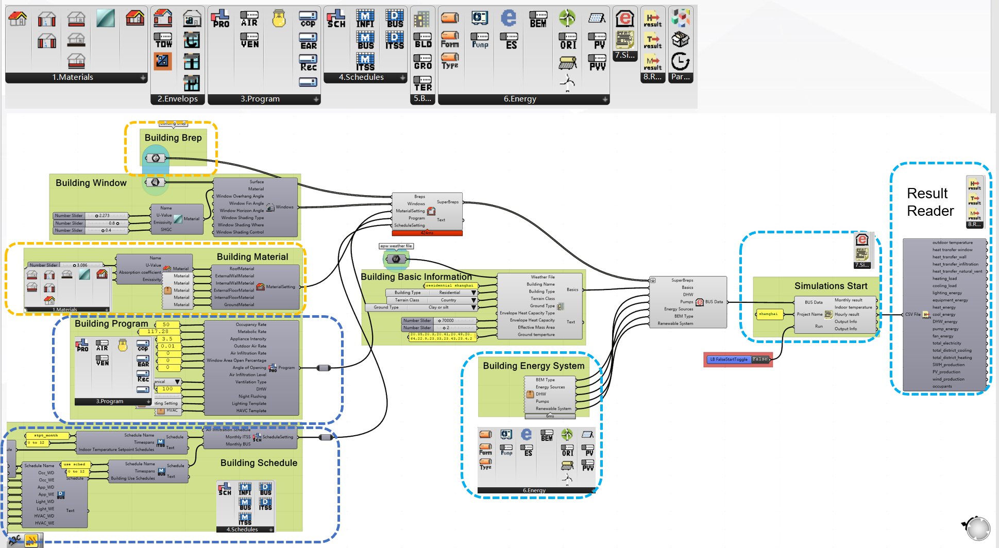 TOW
PRO
AIR
VEN
COP
EAR
Rec
SCH
M
INFI
D
BUS
M
BUS
D
ITSS
M
ITSS
BLD
GRO
TER
Form
Type
Pump
e
ES
BEM
ORI
PV
PVV
e
7.Si...
H
result
T
result
M
result
1.Materials
2.Envelops
3.Program
4.Schedules
5.B...
6.Energy
8.R...
Par...
building brep
Building Brep
Building Window
Number Slider 2.273
Number Slider 0.8
Number Slider 0.4
Name
U-Value
Emissivity
SHGC
Material
Surface
Material
Window Overhang Angle
Window Fin Angle
Window Horizon Angle
Window Shading Type
Window Shading Where
Window Shading Control
Windows
Breps
Windows
MaterialSetting
Program
ScheduleSetting
SuperBreps
Text
424ms
Building Material
Number Slider 3.086
Name
U-Value
Absorption coefficient
Emissivity
Material
Material
Material
Material
Material
Material
RoofMaterial
ExternalWallMaterial
InternalWallMaterial
ExternalFloorMaterial
InternalFloorMaterial
GroundMaterial
MaterialSetting
1.Materials
epw weather file
Building Basic Information
residential shanghai
Building Type Residential
Terrain Class Country
Ground Type Clay or silt
Number Slider 70000
Number Slider 2
20.35,20.3,20.41,20.49,20.
64,22.9,23.33,23.43,23.4,2
Weather File
Building Name
Building Type
Terrain Class
Ground Type
Envelope Heat Capacity Type
Envelope Heat Capacity
Effective Mass Area
Ground temperture
Basics
Text
Building Program
50
117.28
3.5
0.01
0
0
0
nical
100
ting Setting
HVAC
PRO
AIR
VEN
COP
EAR
Rec
3.Program
Occupancy Rate
Metabolic Rate
Appliance Intensity
Outdoor Air Rate
Air Infiltration Rate
Window Area Open Percentage
Angle of Opening
Air Infiltration Level
Ventilation Type
DHW
Night Flushing
Lighting Template
HAVC Template
PRO
Program
Building Energy System
BEM Type
Energy Sources
DHW
Pumps
Renewable System
6ms
Form
Type
Pump
e
ES
BEM
ORI
PV
PVV
6.Energy
SuperBreps
Basics
DHW
Pumps
Energy Sources
BEM Type
Renewable System
BUS Data
e
7.Si...
Simulations Start
shanghai
BUS Data
Project Name
Run
Monthly result
Indoor temperature
Hourly result
Output Info
Output Info
LB FalseStartToggle False
Result
Reader
H
result
T
result
M
result
8.R...
CSV File
outdoor temperature
heat transfer window
heat_transfer_wall
heat_transfer_infiltration
heat_transfer_natural_vent
heating_load
cooling_load
lighting_energy
equipment_energy
heat_energy
cool_energy
DHW_energy
pump_energy
fan_energy
total_electricity
total_district_cooling
total_district_heating
SWH_production
PV_production
wind_production
occupants
Building Schedule
stpt_month
0 to 12
Schedule Name
Timespans
Indoor Temperature Setpoint Schedules
M
ITSS
Schedule
Text
Air Infiltration Schedule
Monthly ITSS
Monthly BUS
SCH
ScheduleSetting
use sched
0 to 12
Schedule Name
Timespans
Building Use Schedules
M
BUS
Schedule
Text
Schedule Name
Occ_WD
Occ_WE
App_WD
App_WE
Light_WD
Light_WE
HVAC_WD
HVAC_WE
Schedule
D
BUS
Text
SCH
M
INFI
D
BUS
M
BUS
D
ITSS
M
ITSS
4.Schedules
ABC